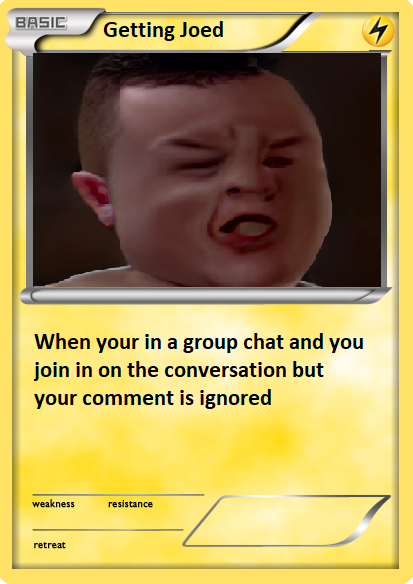 BASIC
Getting Joed
When your in a group chat and you
join in on the conversation but
your comment is ignored
weakness resistance
retreat